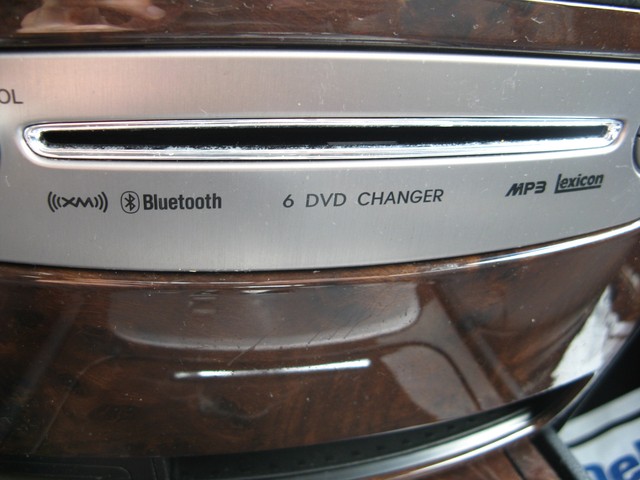 OL
((XM)) Bluetooth 6 DVD CHANGER MP3 Lexicon